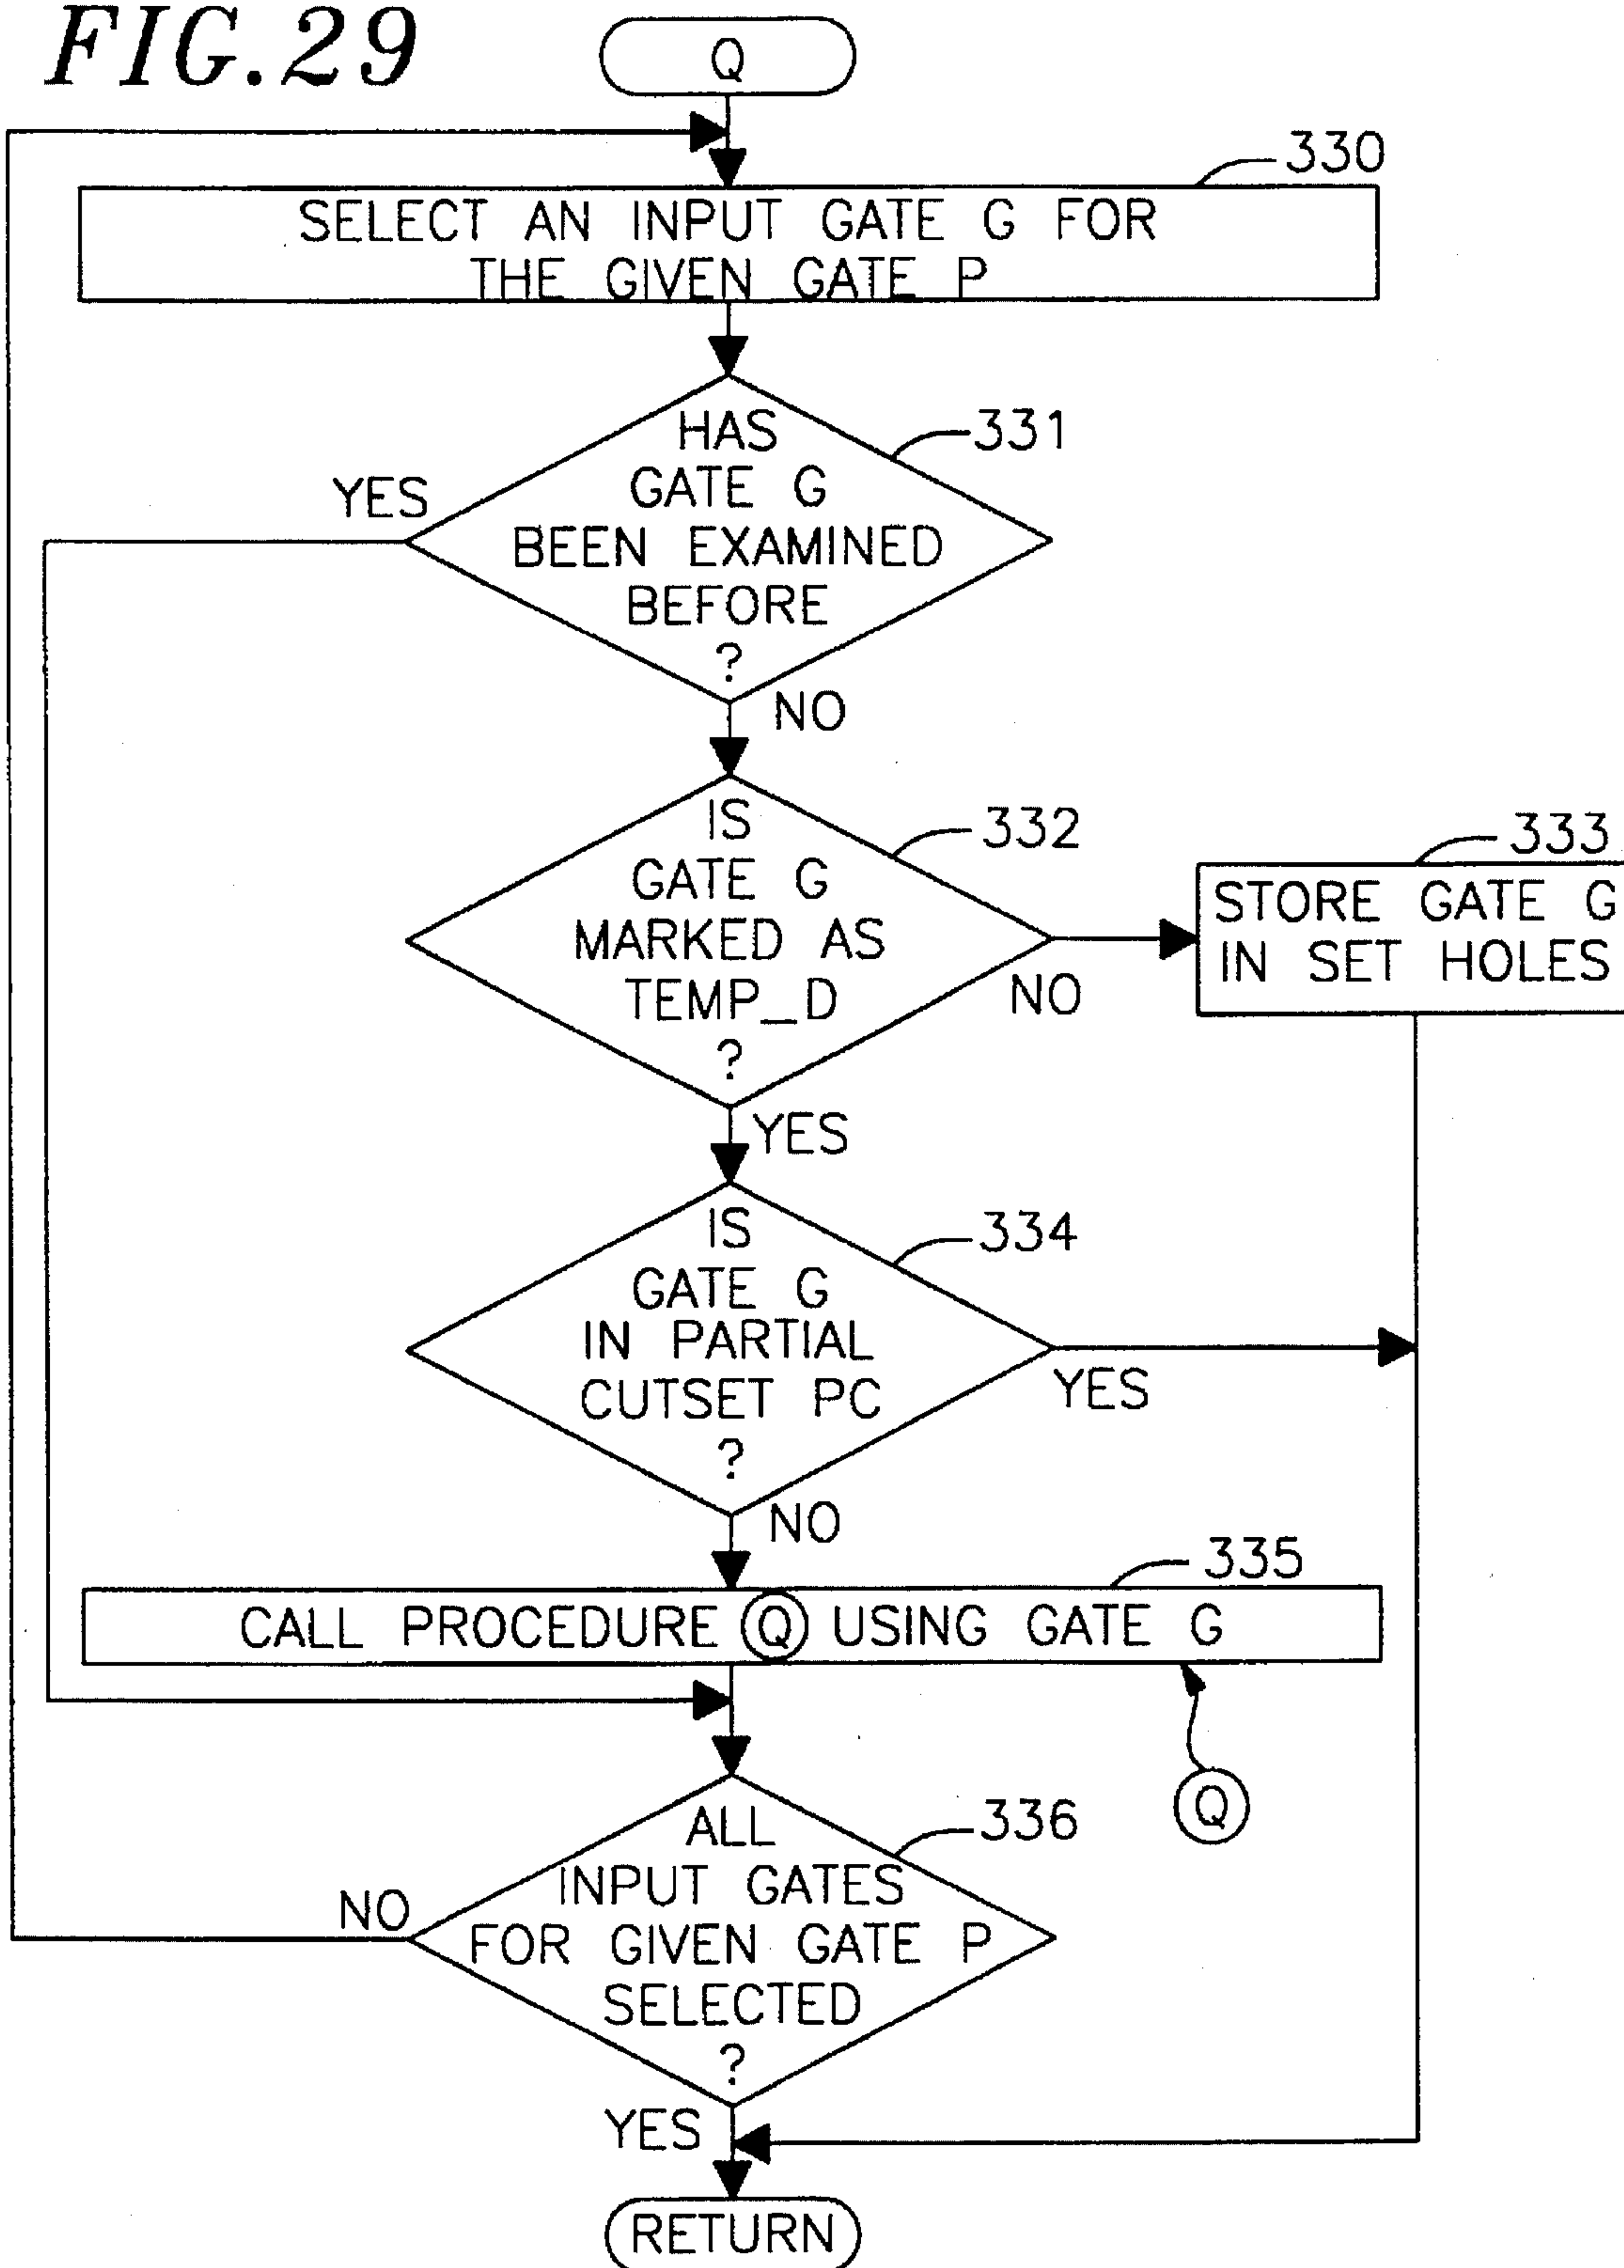 FIG.29
Q
330
SELECT AN INPUT GATE G FOR
THE GIVEN GATE P
331
HAS
GATE G
BEEN EXAMINED
BEFORE
?
YES
NO
332
IS
GATE G
MARKED AS
TEMP_D
?
NO
333
STORE GATE G
IN SET HOLES
YES
334
IS
GATE G
IN PARTIAL
CUTSET PC
?
YES
NO
335
CALL PROCEDURE Q USING GATE G
Q
336
ALL
INPUT GATES
FOR GIVEN GATE P
SELECTED
?
NO
YES
RETURN